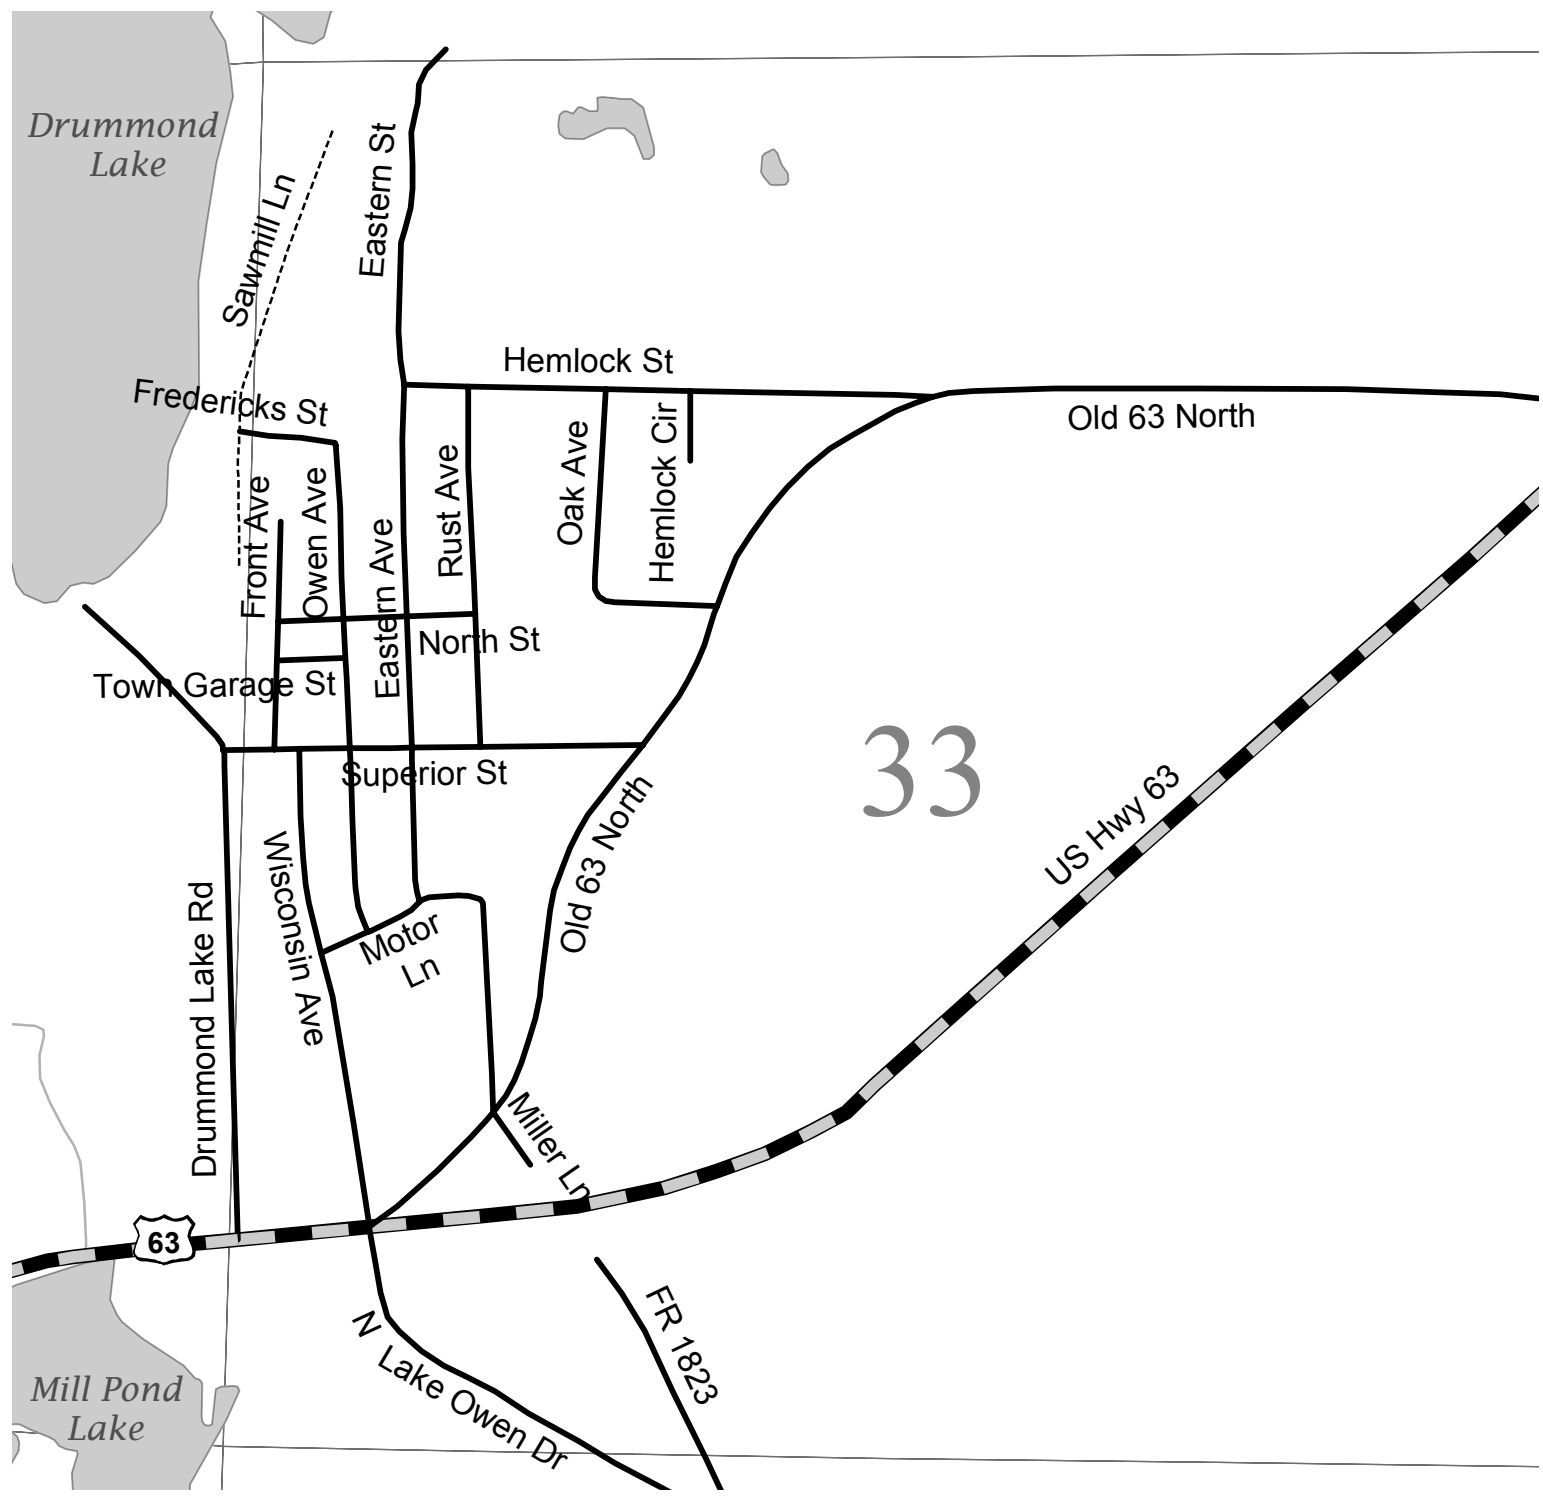 Drummond
Lake
Eastern St
Sawmill Ln
Hemlock St
Fredericks St
Old 63 North
Hemlock Cir
Oak Ave
Rust Ave
Owen Ave
Front Ave
Eastern Ave
North St
Town Garage St
Superior St
33
US Hwy 63
Old 63 North
Wisconsin Ave
Drummond Lake Rd
Motor
Ln
Miller Ln
63
N Lake Owen Dr
FR 1823
Mill Pond
Lake